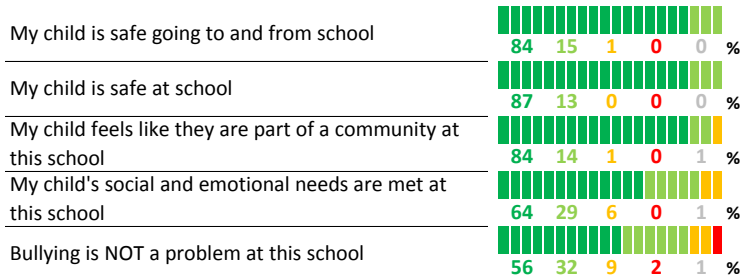 My child is safe going to and from school
84 15 1 0 0 %
My child is safe at school
87 13 0 0 0 %
My child feels like they are part of a community at
this school
84 14 1 0 1 %
My child's social and emotional needs are met at
this school
64 29 6 0 1 %
Bullying is NOT a problem at this school
56 32 9 2 1 %